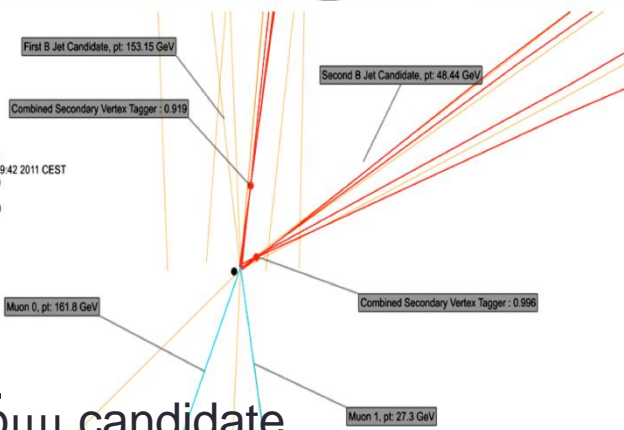 First B Jet Candidate, pt: 153.15 GeV
Second B Jet Candidate, pt: 48.44 GeV
Combined Secondary Vertex Tagger : 0.919
9:42 2011 CEST
Combined Secondary Vertex Tagger : 0.996
Muon 0, pt: 161.8 GeV
candidate
Muon 1, pt: 27.3 GeV